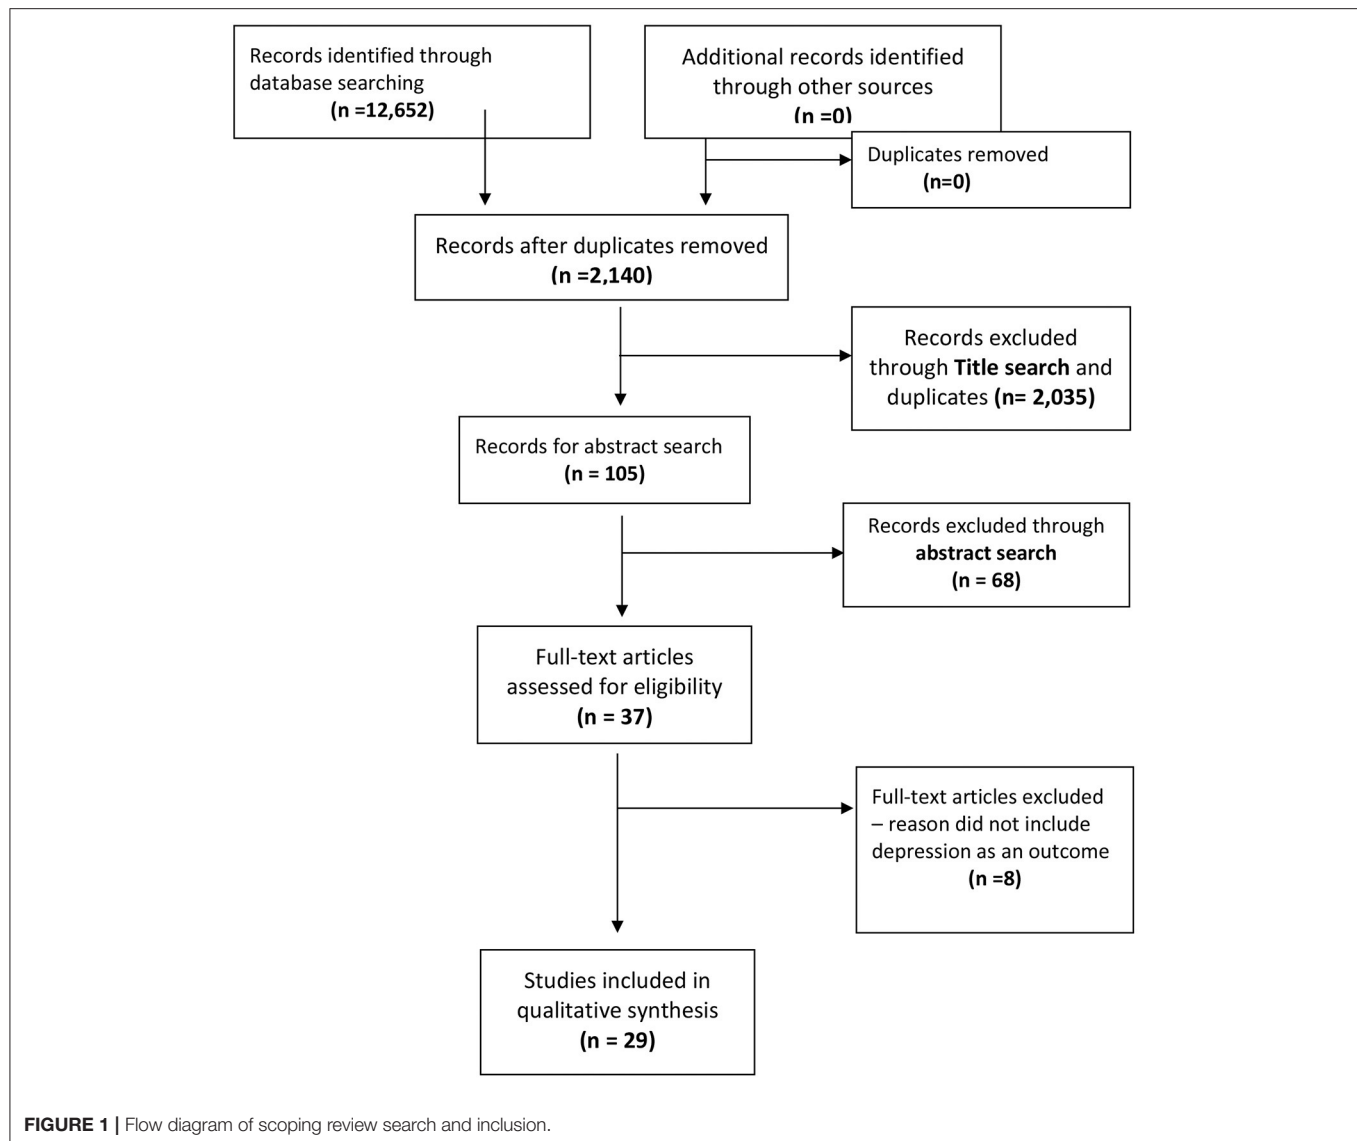 Records identified through
database searching
(n =12,652)
Additional records identified
through other sources
(n =0)
Duplicates removed
(n=0)
Records after duplicates removed
(n =2,140)
Records excluded
through Title search and
duplicates (n= 2,035)
Records for abstract search
(n = 105)
Records excluded through
abstract search
(n = 68)
Full-text articles
assessed for eligibility
(n = 37)
Full-text articles excluded
– reason did not include
depression as an outcome
(n =8)
Studies included in
qualitative synthesis
(n = 29)
FIGURE 1 | Flow diagram of scoping review search and inclusion.